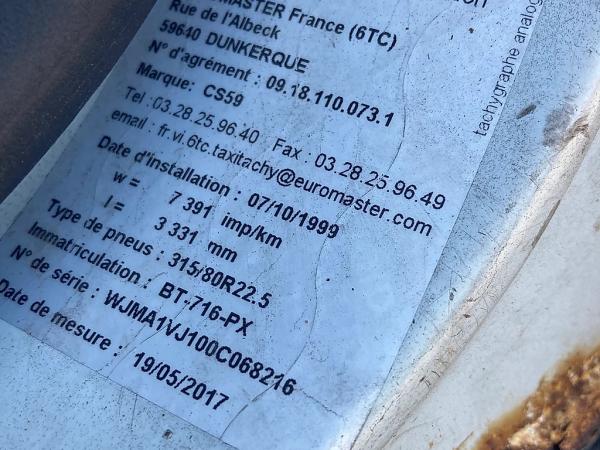 MASTER France (6TC)
Rue de l'Albeck
59640 DUNKERQUE
N° d'agrément : 09.18.110.073.1
Marque: CS59
Tel :03.28.25.96.40 Fax : 03.28.25.96.49
email : fr.vi.6tc.taxitachy@euromaster.com
Date d'installation : 07/10/1999
w = 7 391 imp/km
l = 3 331 mm
Type de pneus : 315/80R22.5
Immatriculation : BT-716-PX
N° de série : WJMA1VJ100C068216
Date de mesure : 19/05/2017
tachygraphe analog